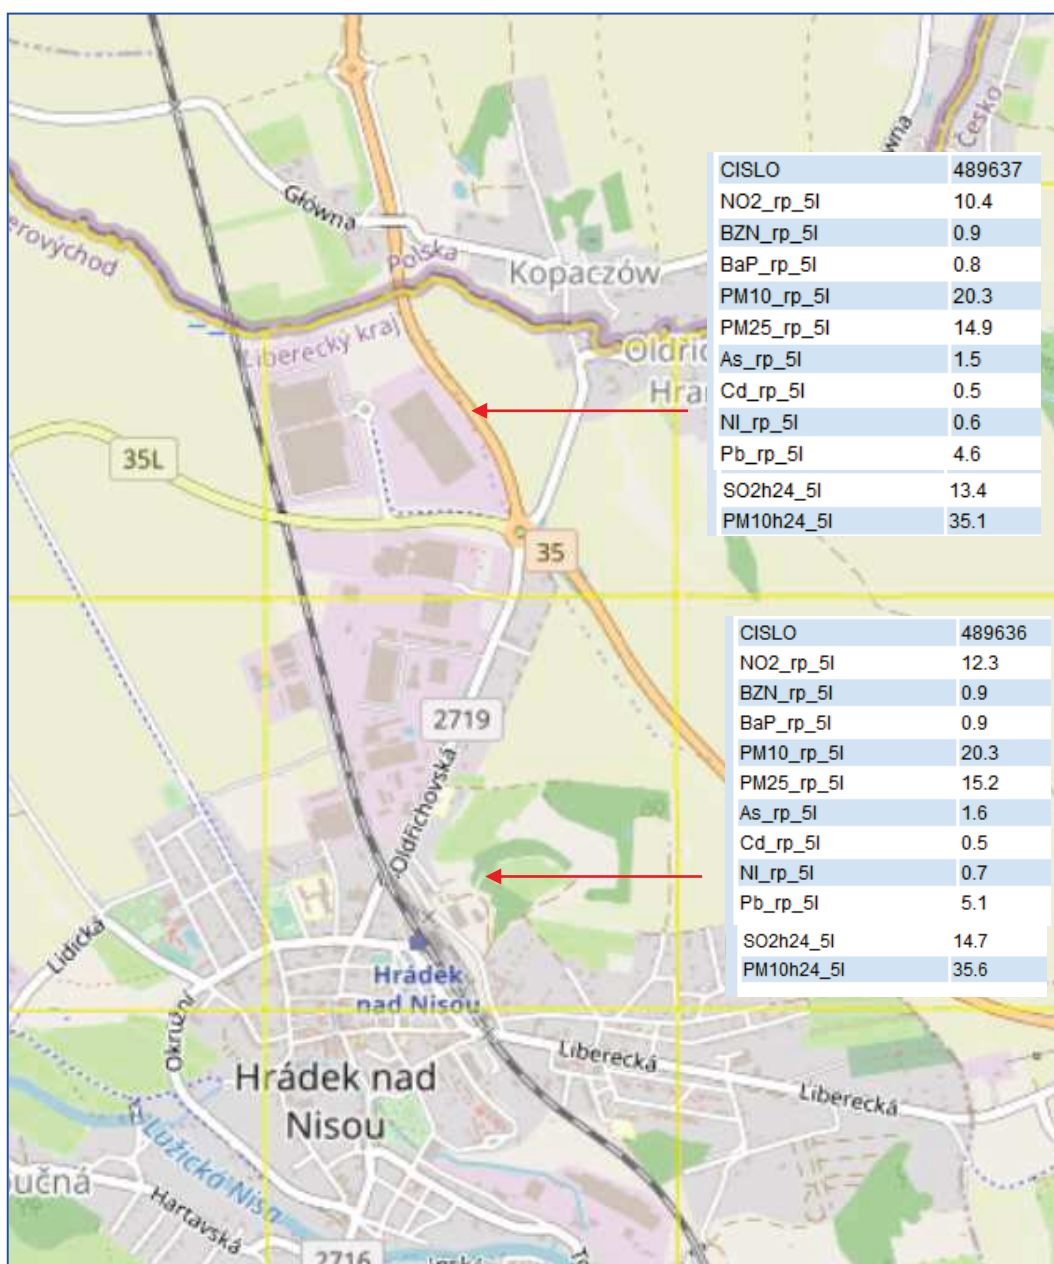 Główna
Polska
Česko
Kopaczów
Liberecký kraj
35L
35
2719
Oldřichovská
Lidická
Okružní
Hrádek
nad Nisou
Hrádek nad
Nisou
Liberecká
Liberecká
Lužická Nisa
Hartavská
2716
CISLO 489637
NO2_rp_5l 10.4
BZN_rp_5l 0.9
BaP_rp_5l 0.8
PM10_rp_5l 20.3
PM25_rp_5l 14.9
As_rp_5l 1.5
Cd_rp_5l 0.5
NI_rp_5l 0.6
Pb_rp_5l 4.6
SO2h24_5l 13.4
PM10h24_5l 35.1
CISLO 489636
NO2_rp_5l 12.3
BZN_rp_5l 0.9
BaP_rp_5l 0.9
PM10_rp_5l 20.3
PM25_rp_5l 15.2
As_rp_5l 1.6
Cd_rp_5l 0.5
NI_rp_5l 0.7
Pb_rp_5l 5.1
SO2h24_5l 14.7
PM10h24_5l 35.6